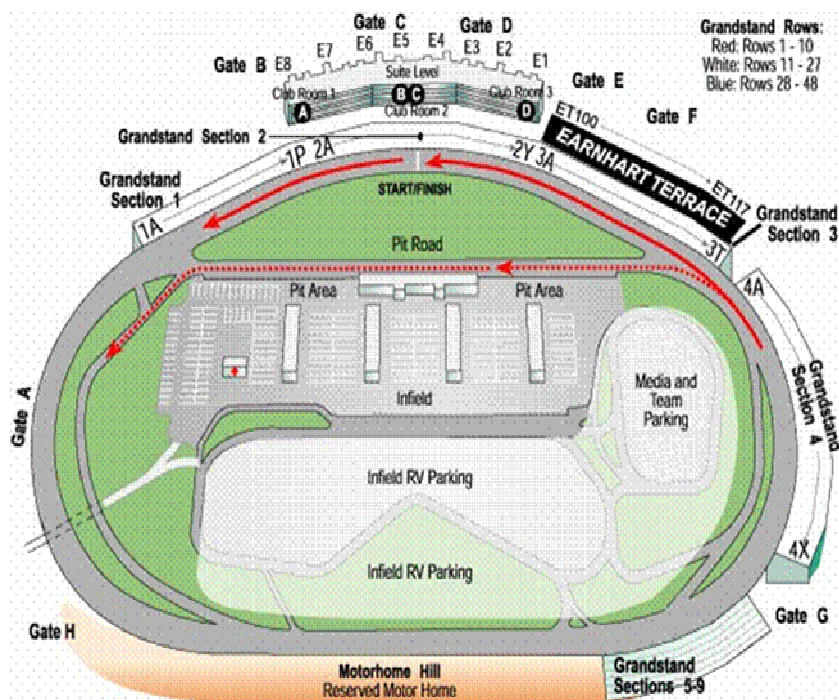 Gate C
Gate D
Grandstand Rows:
Red: Rows 1 - 10
White: Rows 11 - 27
Blue: Rows 28 - 48
Gate B
E8
E7
E6
E5
E4
E3
E2
E1
Suite Level
Gate E
Club Room 1
Club Room 3
A
B
C
D
Club Room 2
ET100
Gate F
EARNHART TERRACE
ET117
Grandstand Section 2
1P
2A
2Y
3A
START/FINISH
Grandstand
Section 1
1A
Grandstand
Section 3
3T
4A
Pit Road
Pit Area
Pit Area
Media and
Team
Parking
Infield
Gate A
Grandstand
Section 4
Infield RV Parking
4X
Infield RV Parking
Gate G
Gate H
Motorhome Hill
Reserved Motor Home
Grandstand
Sections 5-9